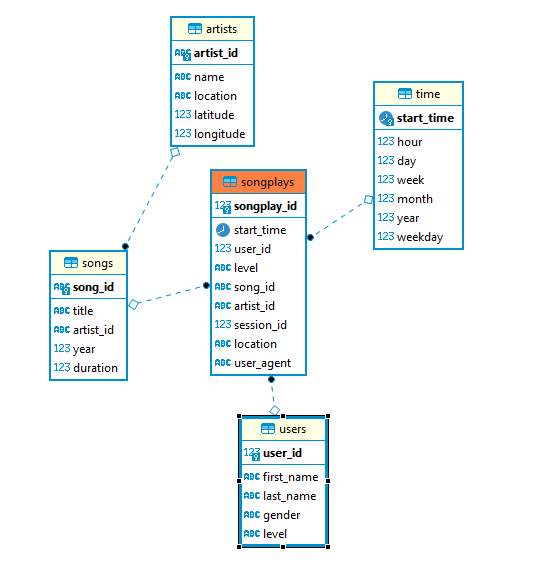 artists
ABC artist_id
ABC name
ABC location
123 latitude
123 longitude
time
start_time
123 hour
123 day
123 week
123 month
123 year
123 weekday
songplays
123 songplay_id
start_time
123 user_id
ABC level
ABC song_id
ABC artist_id
123 session_id
ABC location
ABC user_agent
songs
ABC song_id
ABC title
ABC artist_id
123 year
123 duration
users
123 user_id
ABC first_name
ABC last_name
ABC gender
ABC level